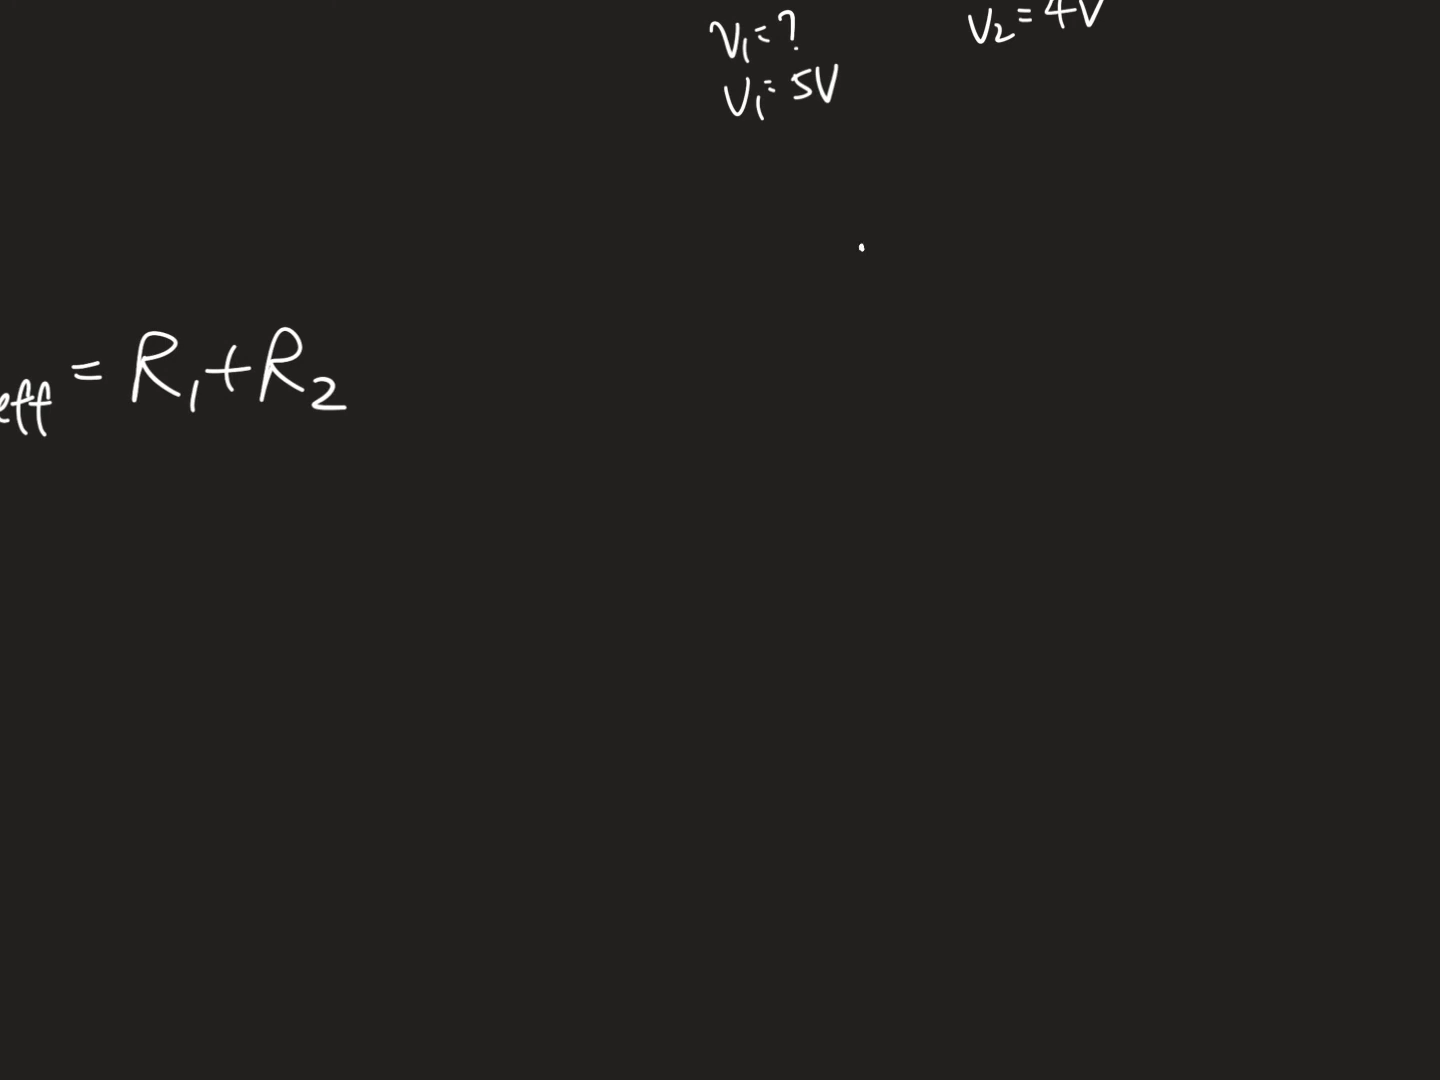 V₁ = ?
V₂ = 4V
V₁ = 5V
eff = R₁ + R₂